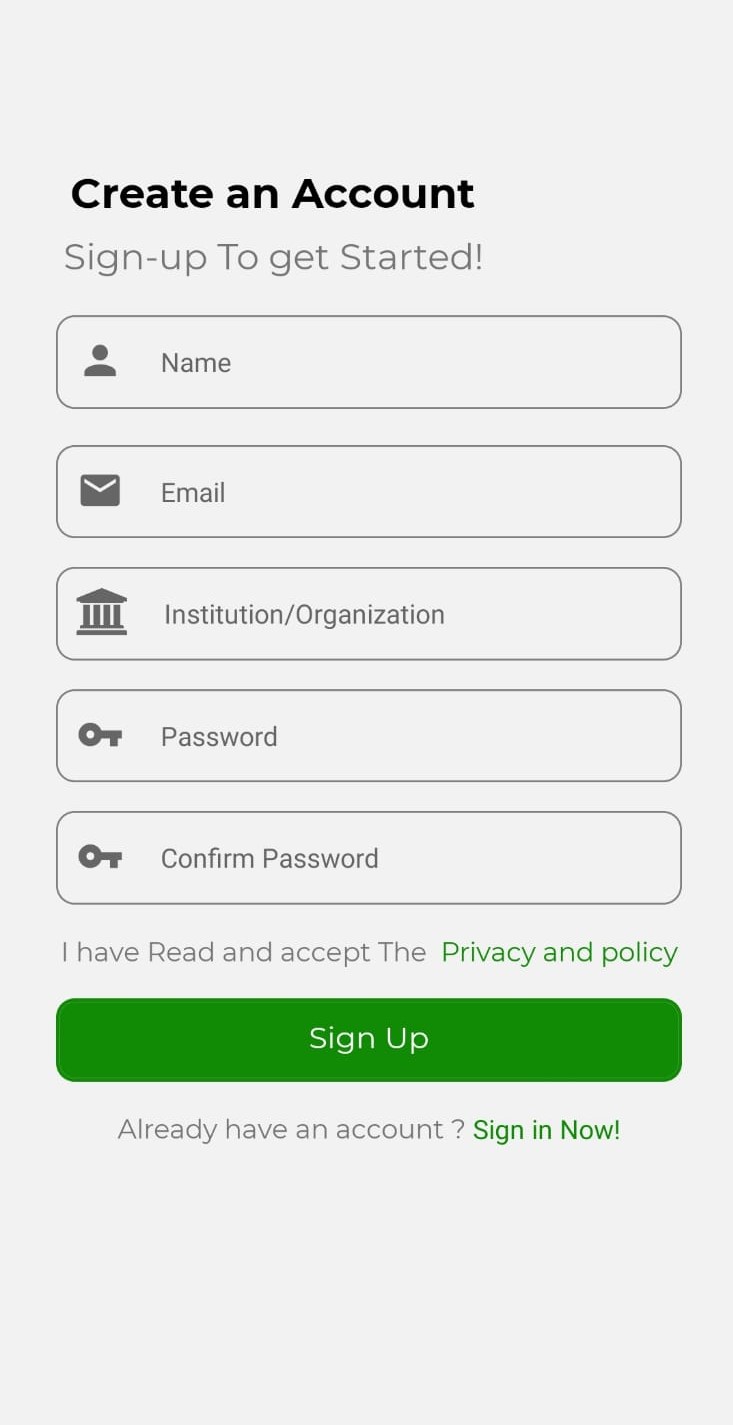 Create an Account
Sign-up To get Started!
Name
Email
Institution/Organization
Password
Confirm Password
I have Read and accept The Privacy and policy
Sign Up
Already have an account ? Sign in Now!